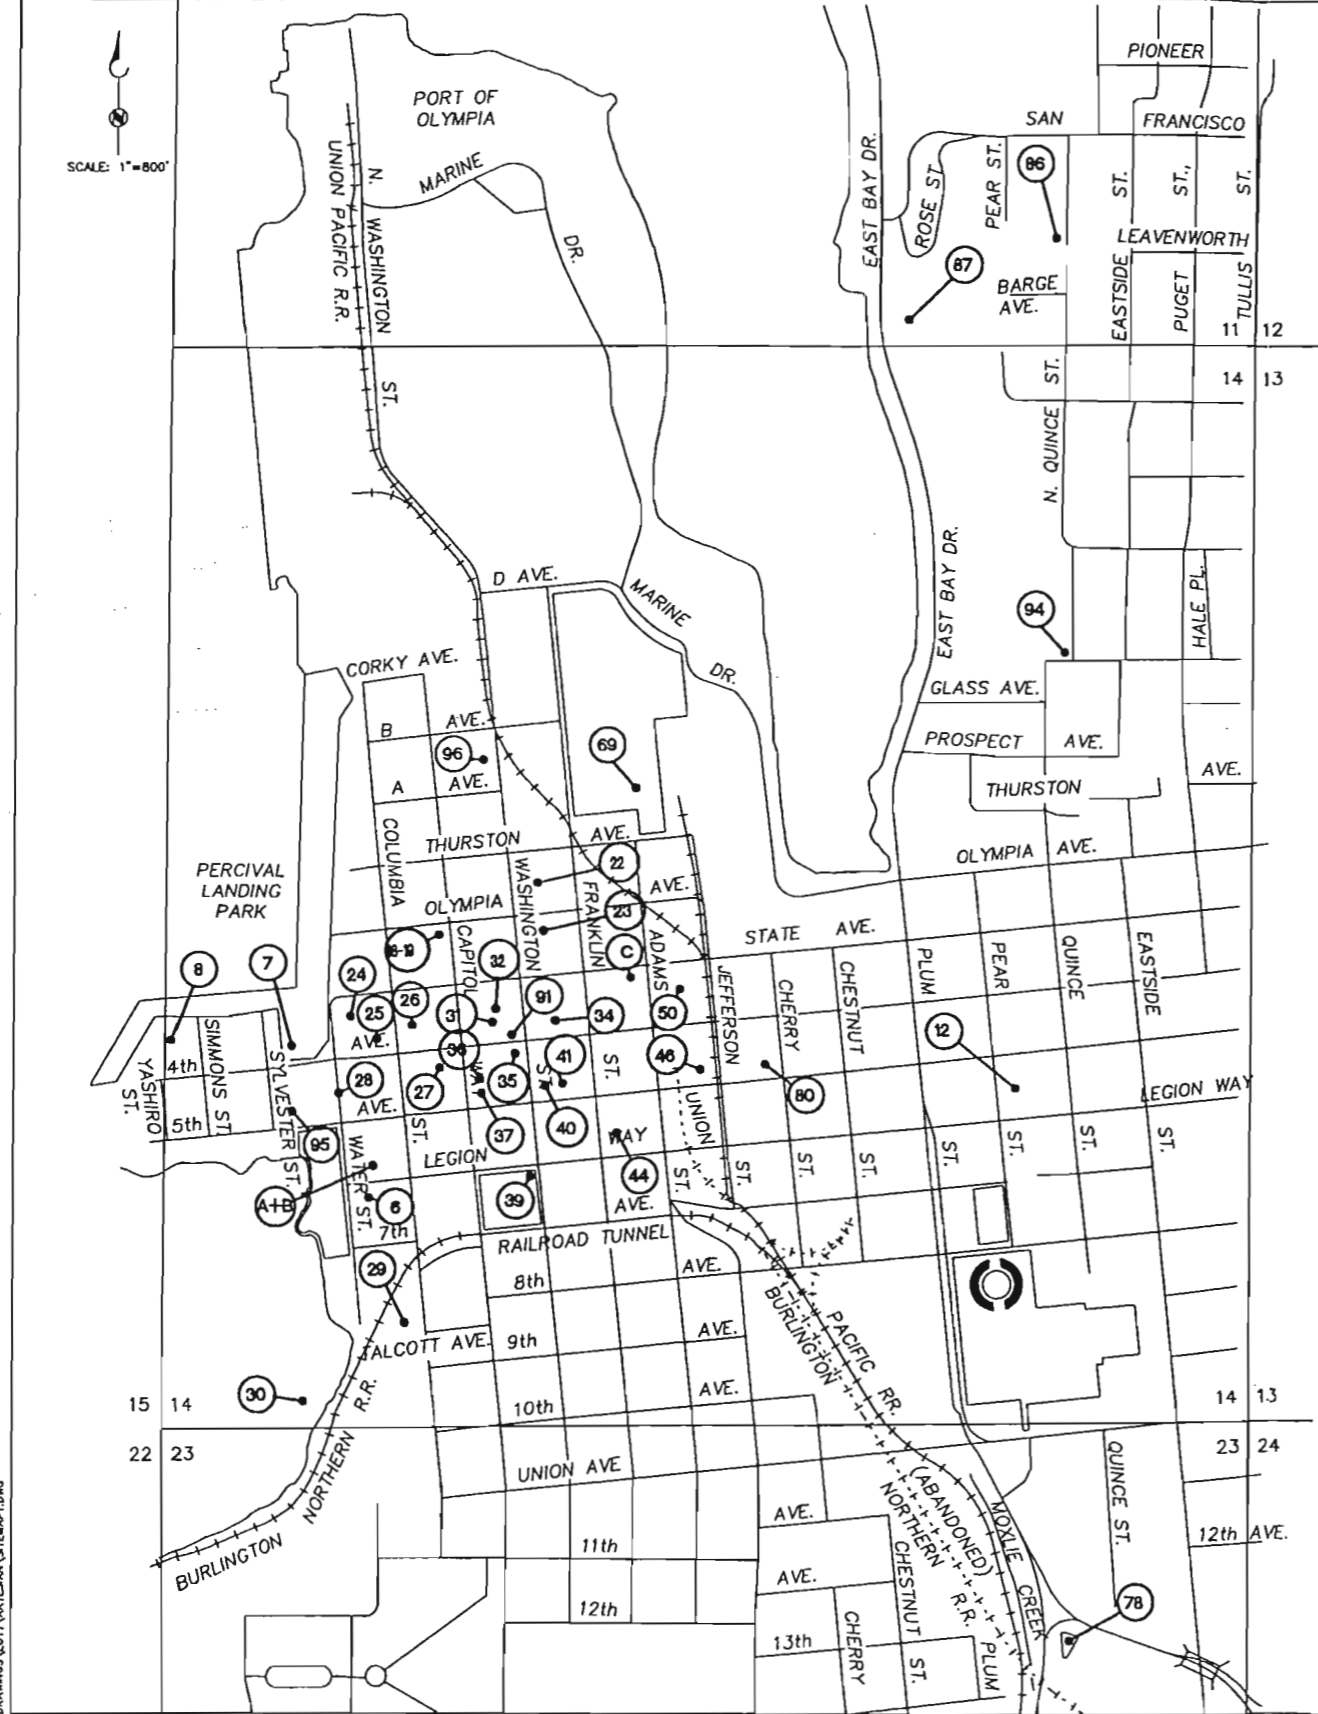 PIONEER
SAN FRANCISCO
PORT OF
OLYMPIA
SCALE: 1"=800'
UNION PACIFIC R.R.
N. WASHINGTON ST.
MARINE DR.
EAST BAY DR.
ROSE ST
PEAR ST.
86
87
BARGE
AVE.
LEAVENWORTH
EASTSIDE ST.
PUGET ST.,
TULLIS ST.
11 12
14 13
N. QUINCE ST.
D AVE.
MARINE DR.
EAST BAY DR.
94
HALE PL.
CORKY AVE.
GLASS AVE.
B AVE.
96
69
PROSPECT AVE.
A AVE.
THURSTON AVE.
COLUMBIA ST.
THURSTON AVE.
22
OLYMPIA AVE.
PERCIVAL
LANDING
PARK
OLYMPIA AVE.
WASHINGTON ST.
FRANKLIN ST.
23
18-19
CAPITOL WAY
32
C
ADAMS ST.
STATE AVE.
JEFFERSON ST.
CHERRY ST.
CHESTNUT ST.
PLUM ST.
PEAR ST.
QUINCE ST.
EASTSIDE ST.
8
7
24
25
26
31
91
34
50
12
4th AVE.
YASHIRO ST.
SIMMONS ST.
SYLVESTER ST.
36
41
46
28
27
35
80
LEGION WAY
5th AVE.
UNION
95
37
40
WATER ST.
LEGION WAY
44
A+B
6
39
7th AVE.
RAILROAD TUNNEL
29
8th AVE.
BURLINGTON
PACIFIC RR.
TALCOTT AVE.
9th AVE.
30
15 14
10th AVE.
14 13
22 23
23 24
UNION AVE
BURLINGTON NORTHERN R.R.
(ABANDONED)
NORTHERN R.R.
MOXLIE CREEK
QUINCE ST.
11th AVE.
12th AVE.
12th AVE.
13th
CHERRY
CHESTNUT ST.
PLUM
78